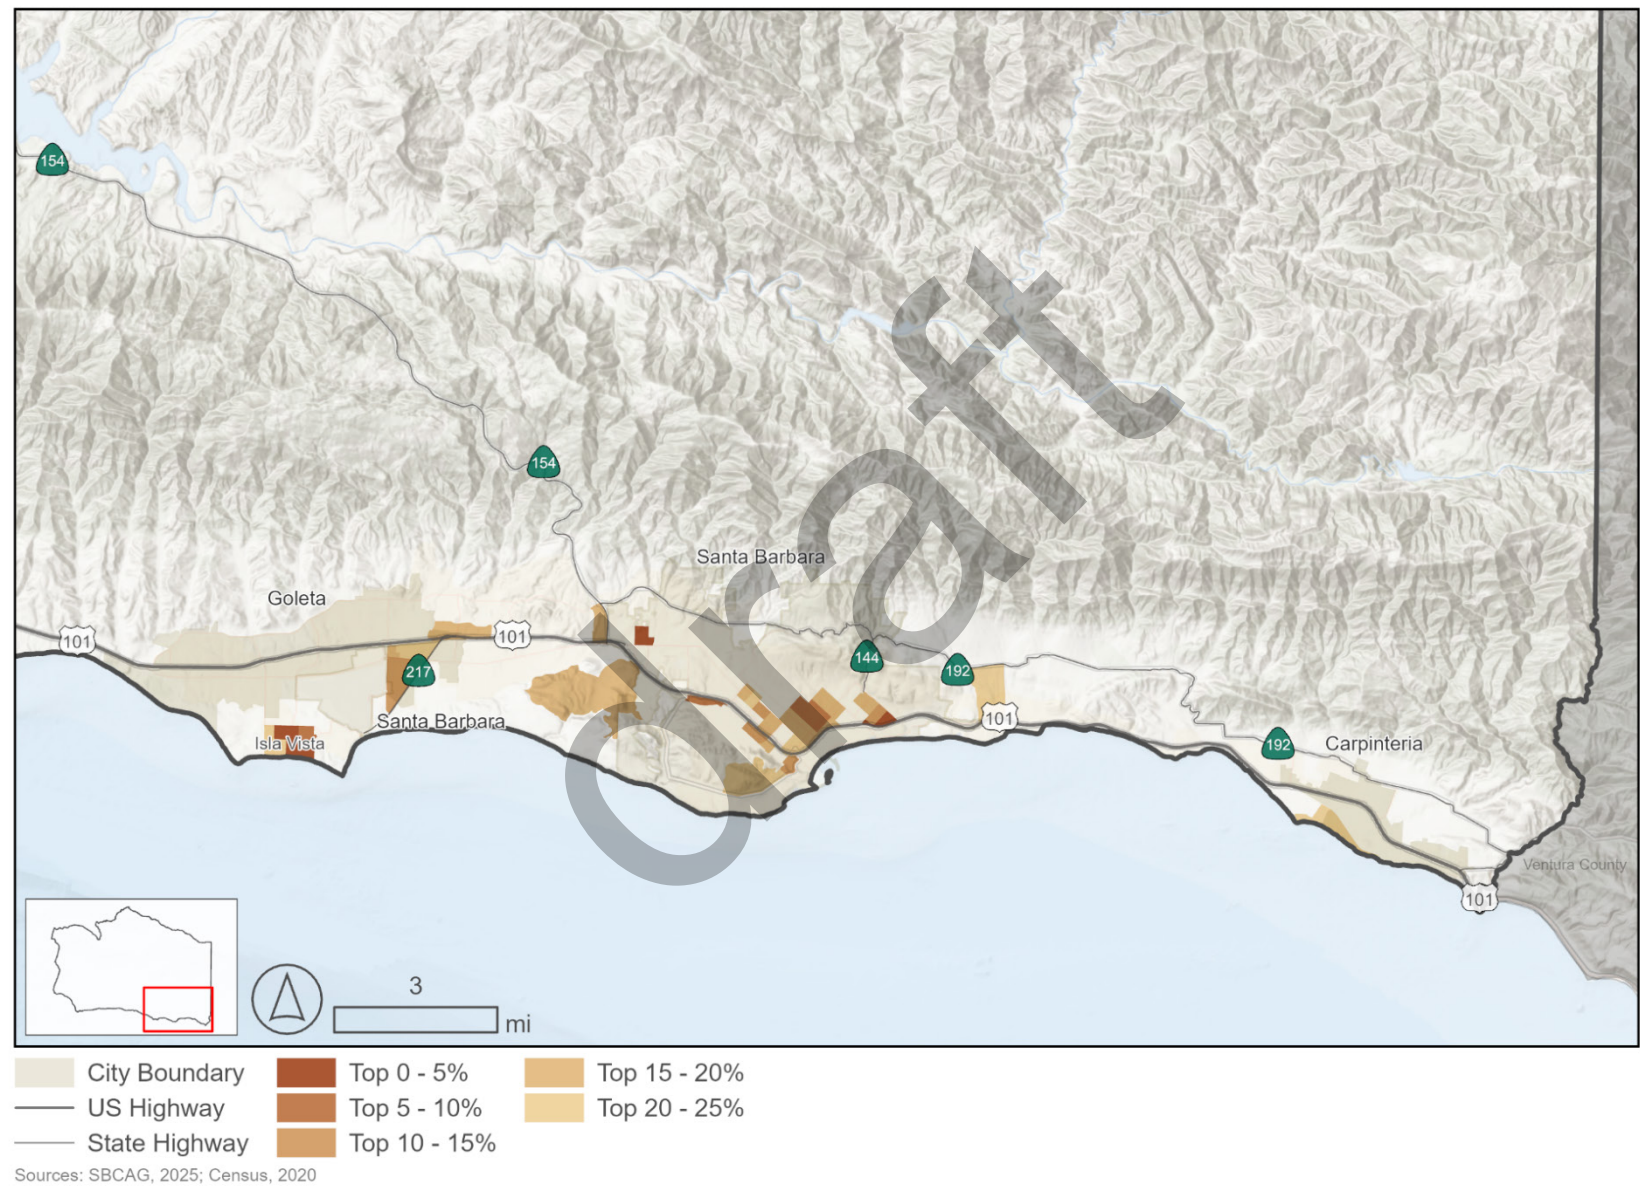 154
154
Santa Barbara
Goleta
101
101
217
144
192
Santa Barbara
101
Isla Vista
192
Carpinteria
Ventura County
101
draft
3
mi
City Boundary
US Highway
State Highway
Top 0 - 5%
Top 5 - 10%
Top 10 - 15%
Top 15 - 20%
Top 20 - 25%
Sources: SBCAG, 2025; Census, 2020